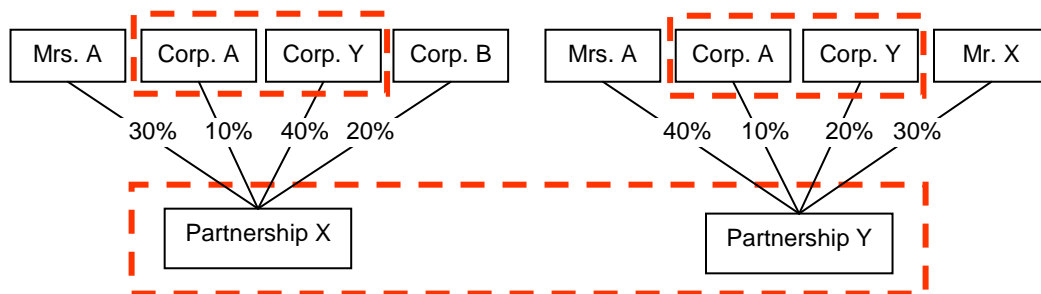 Mrs. A Corp. A Corp. Y Corp. B Mrs. A Corp. A Corp. Y Mr. X
30% 10% 40% 20% 40% 10% 20% 30%
Partnership X Partnership Y